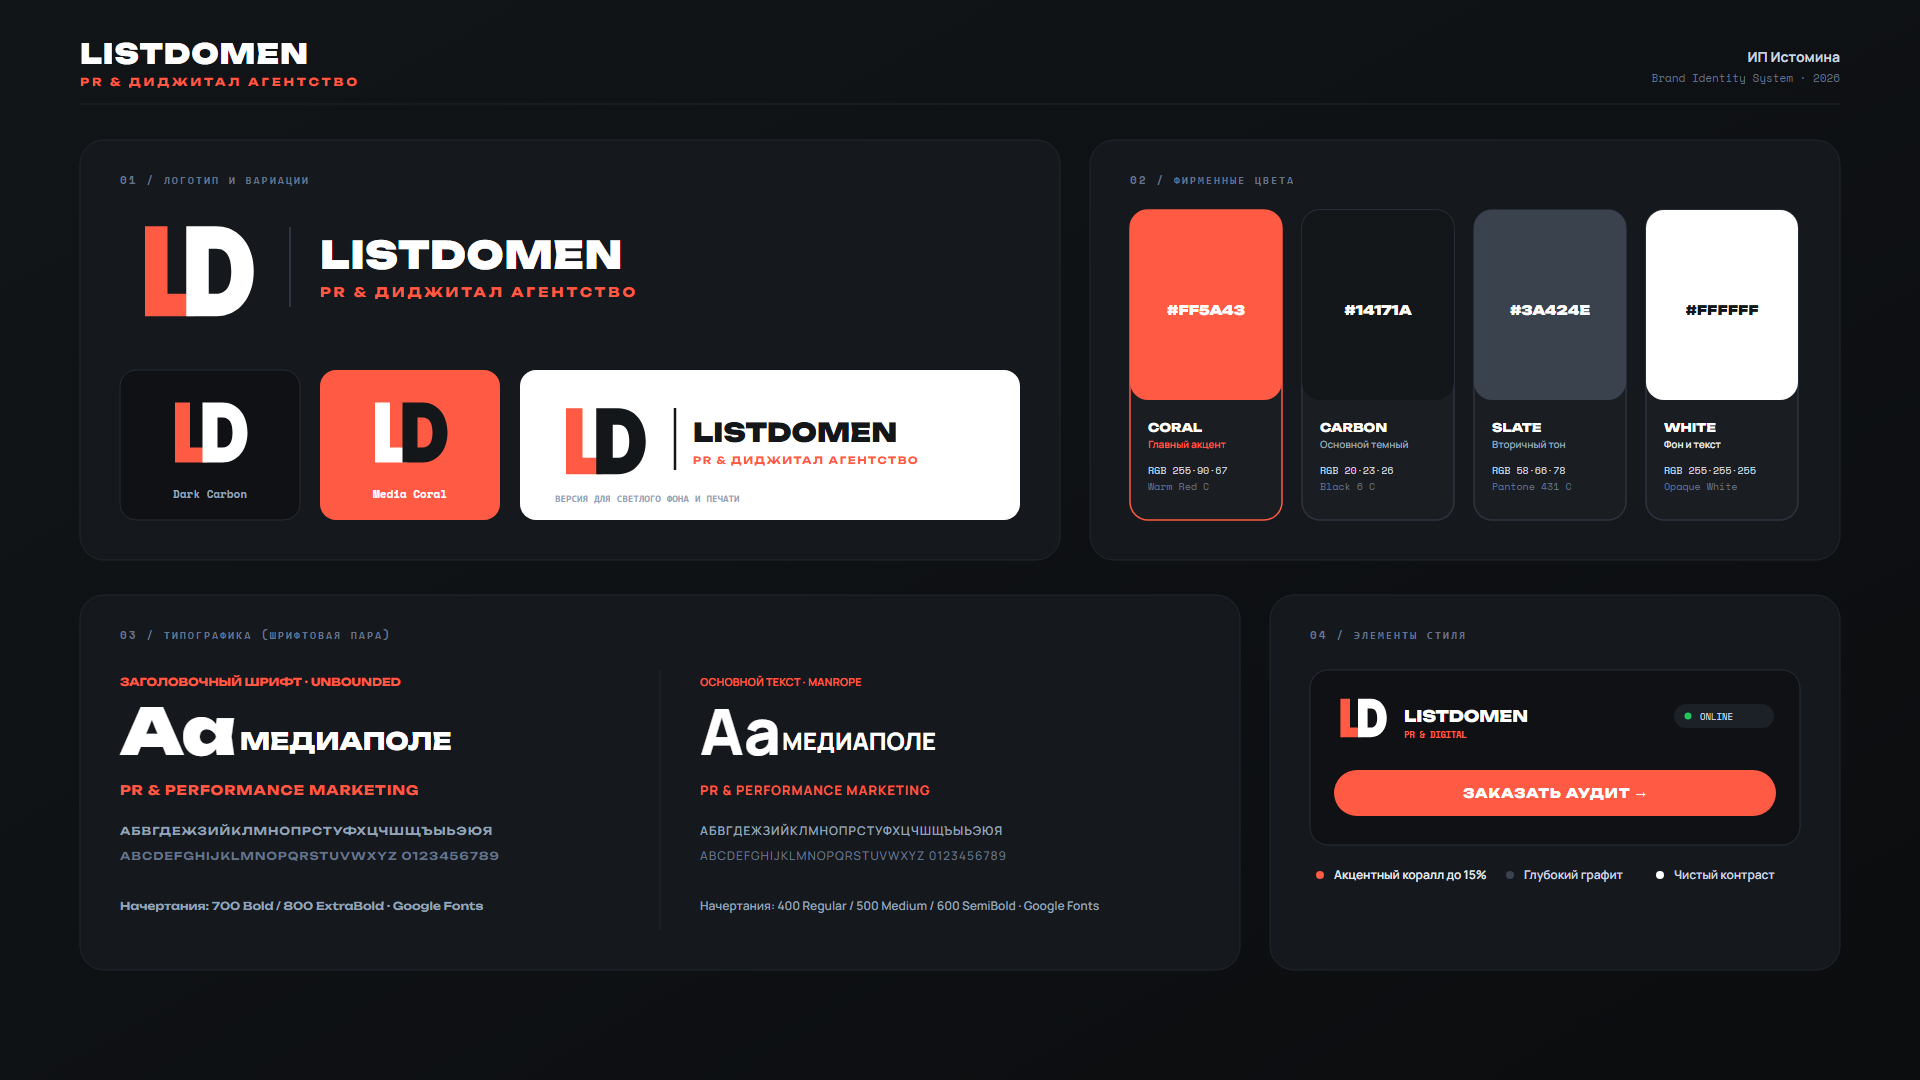 LISTDOMEN
PR & ДИДЖИТАЛ АГЕНТСТВО
ИП Истомина
Brand Identity System · 2026
01 / ЛОГОТИП И ВАРИАЦИИ
LD
LISTDOMEN
PR & ДИДЖИТАЛ АГЕНТСТВО
LD
Dark Carbon
LD
Media Coral
LD
LISTDOMEN
PR & ДИДЖИТАЛ АГЕНТСТВО
ВЕРСИЯ ДЛЯ СВЕТЛОГО ФОНА И ПЕЧАТИ
02 / ФИРМЕННЫЕ ЦВЕТА
#FF5A43
CORAL
Главный акцент
RGB 255·90·67
Warm Red C
#14171A
CARBON
Основной темный
RGB 20·23·26
Black 6 C
#3A424E
SLATE
Вторичный тон
RGB 58·66·78
Pantone 431 C
#FFFFFF
WHITE
Фон и текст
RGB 255·255·255
Opaque White
03 / ТИПОГРАФИКА (ШРИФТОВАЯ ПАРА)
ЗАГОЛОВОЧНЫЙ ШРИФТ · UNBOUNDED
Aa МЕДИАПОЛЕ
PR & PERFORMANCE MARKETING
АБВГДЕЖЗИЙКЛМНОПРСТУФХЦЧШЩЪЫЬЭЮЯ
ABCDEFGHIJKLMNOPQRSTUVWXYZ 0123456789
Начертания: 700 Bold / 800 ExtraBold · Google Fonts
ОСНОВНОЙ ТЕКСТ · MANROPE
Aa МЕДИАПОЛЕ
PR & PERFORMANCE MARKETING
АБВГДЕЖЗИЙКЛМНОПРСТУФХЦЧШЩЪЫЬЭЮЯ
ABCDEFGHIJKLMNOPQRSTUVWXYZ 0123456789
Начертания: 400 Regular / 500 Medium / 600 SemiBold · Google Fonts
04 / ЭЛЕМЕНТЫ СТИЛЯ
LD
LISTDOMEN
PR & DIGITAL
ONLINE
ЗАКАЗАТЬ АУДИТ →
Акцентный коралл до 15%
Глубокий графит
Чистый контраст